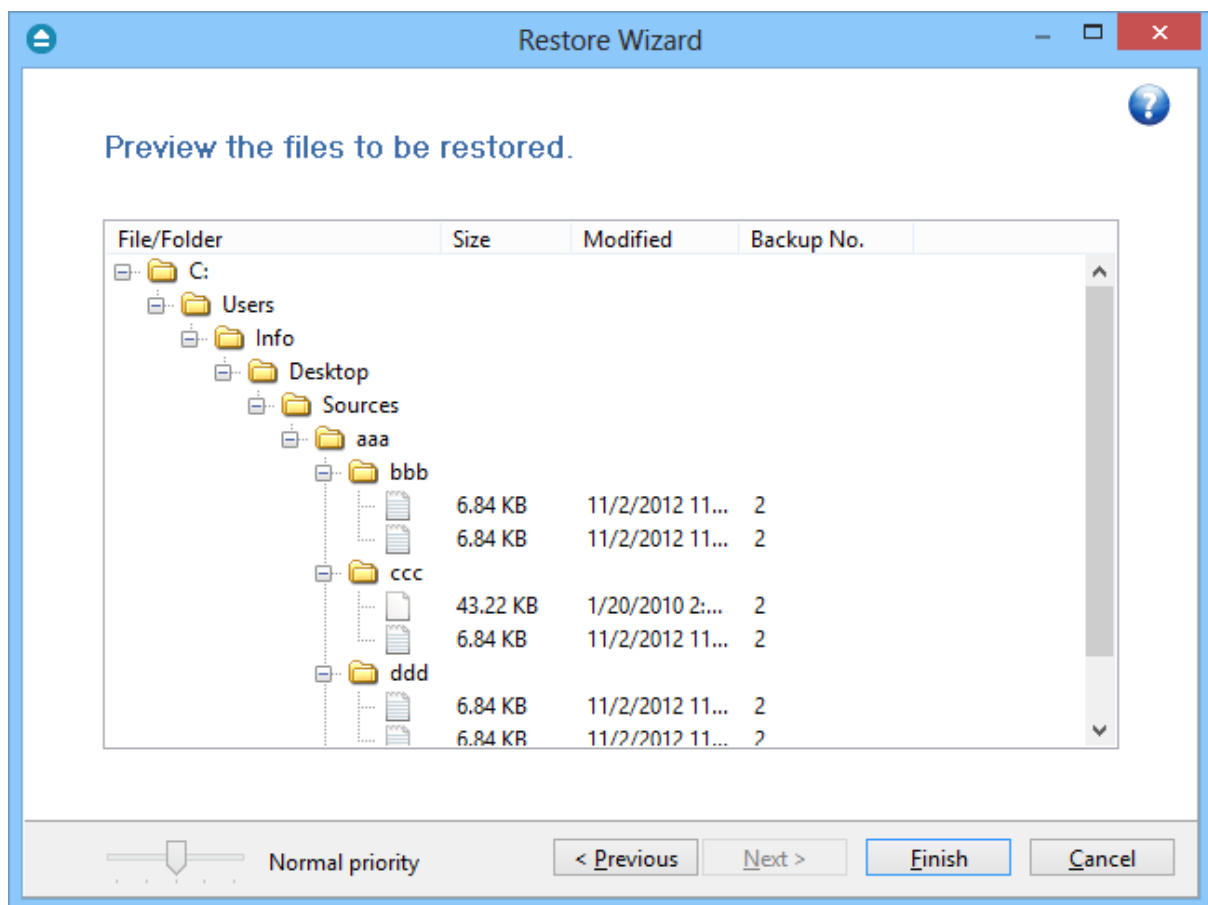 Restore Wizard
?
Preview the files to be restored.
File/Folder Size Modified Backup No.
C:
Users
Info
Desktop
Sources
aaa
bbb
6.84 KB 11/2/2012 11... 2
6.84 KB 11/2/2012 11... 2
ccc
43.22 KB 1/20/2010 2:... 2
6.84 KB 11/2/2012 11... 2
ddd
6.84 KB 11/2/2012 11... 2
6.84 KB 11/2/2012 11... 2
Normal priority < Previous Next > Finish Cancel